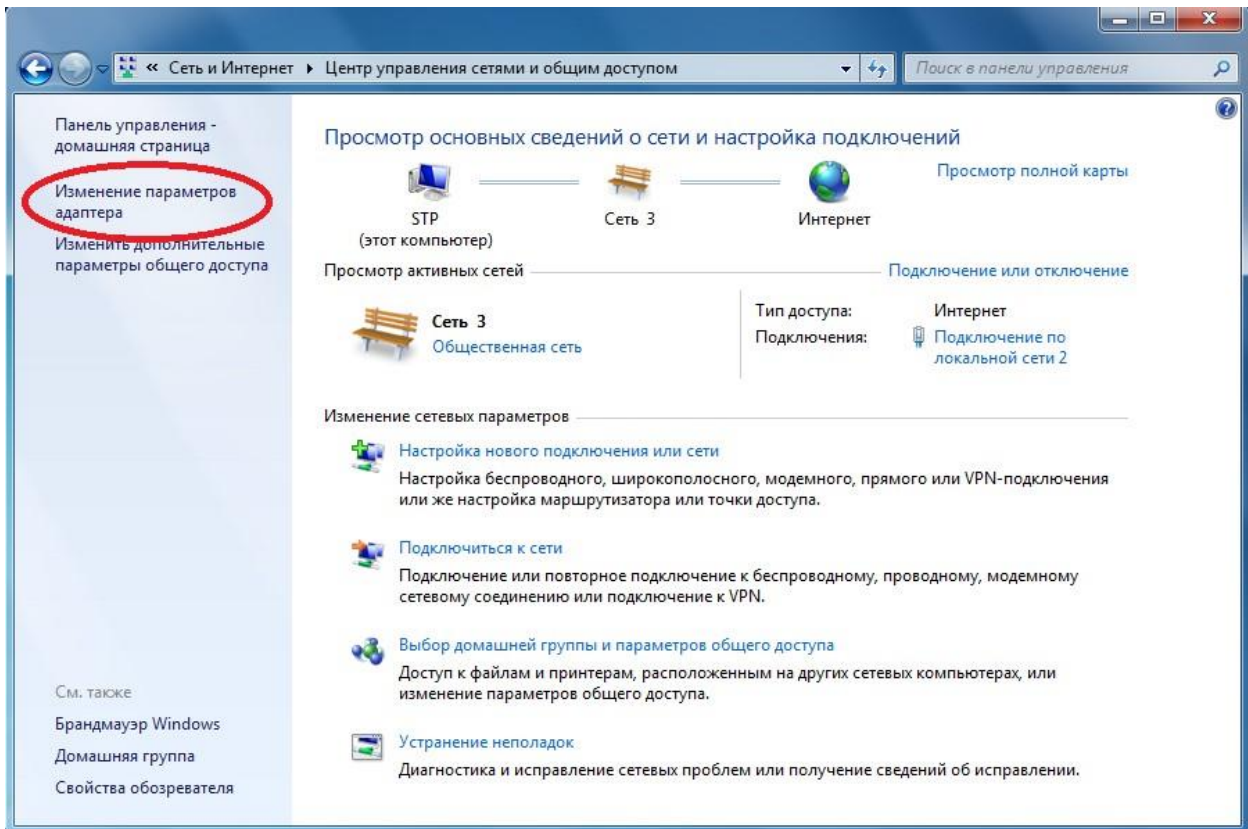 « Сеть и Интернет ▸ Центр управления сетями и общим доступом
Поиск в панели управления
Панель управления -
домашняя страница
Изменение параметров
адаптера
Изменить дополнительные
параметры общего доступа
Просмотр основных сведений о сети и настройка подключений
Просмотр полной карты
STP
(этот компьютер)
Сеть 3
Интернет
Просмотр активных сетей
Подключение или отключение
Сеть 3
Общественная сеть
Тип доступа: Интернет
Подключения: Подключение по
локальной сети 2
Изменение сетевых параметров
Настройка нового подключения или сети
Настройка беспроводного, широкополосного, модемного, прямого или VPN-подключения
или же настройка маршрутизатора или точки доступа.
Подключиться к сети
Подключение или повторное подключение к беспроводному, проводному, модемному
сетевому соединению или подключение к VPN.
Выбор домашней группы и параметров общего доступа
Доступ к файлам и принтерам, расположенным на других сетевых компьютерах, или
изменение параметров общего доступа.
Устранение неполадок
Диагностика и исправление сетевых проблем или получение сведений об исправлении.
См. также
Брандмауэр Windows
Домашняя группа
Свойства обозревателя